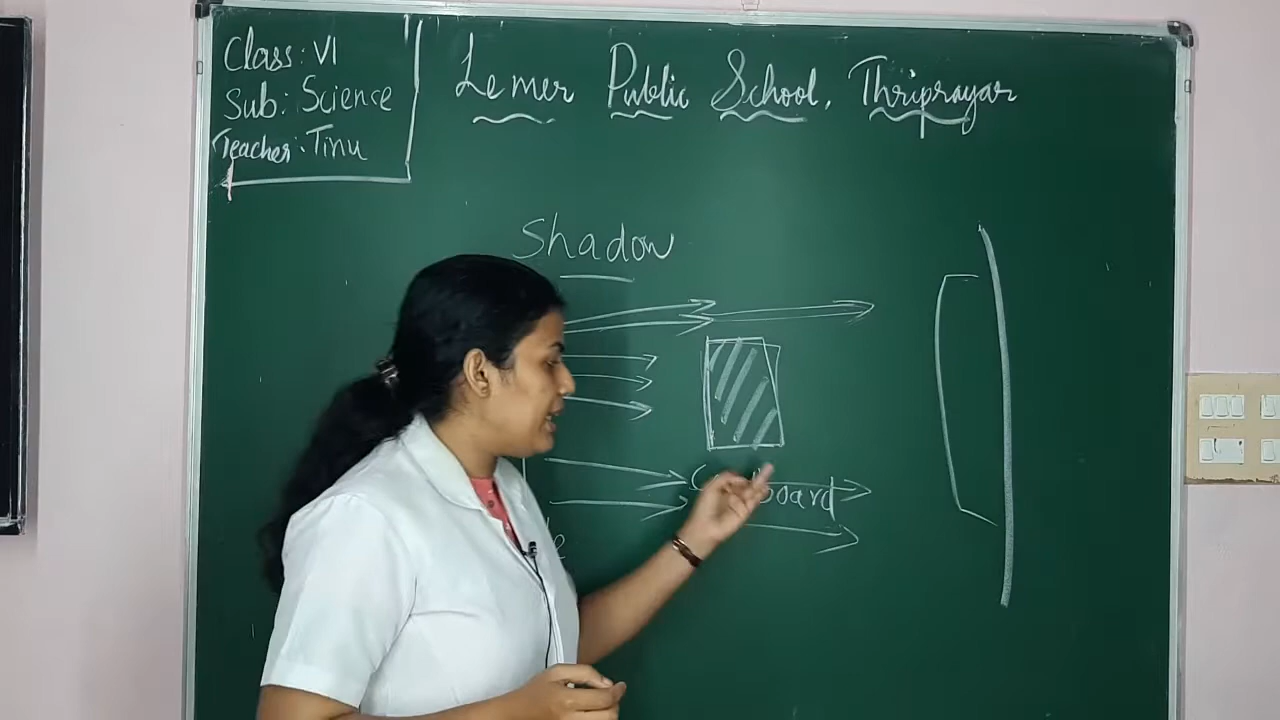 Class: VI
Sub: Science
Teacher: Tinu
Lemer Public School, Thriprayar
Shadow